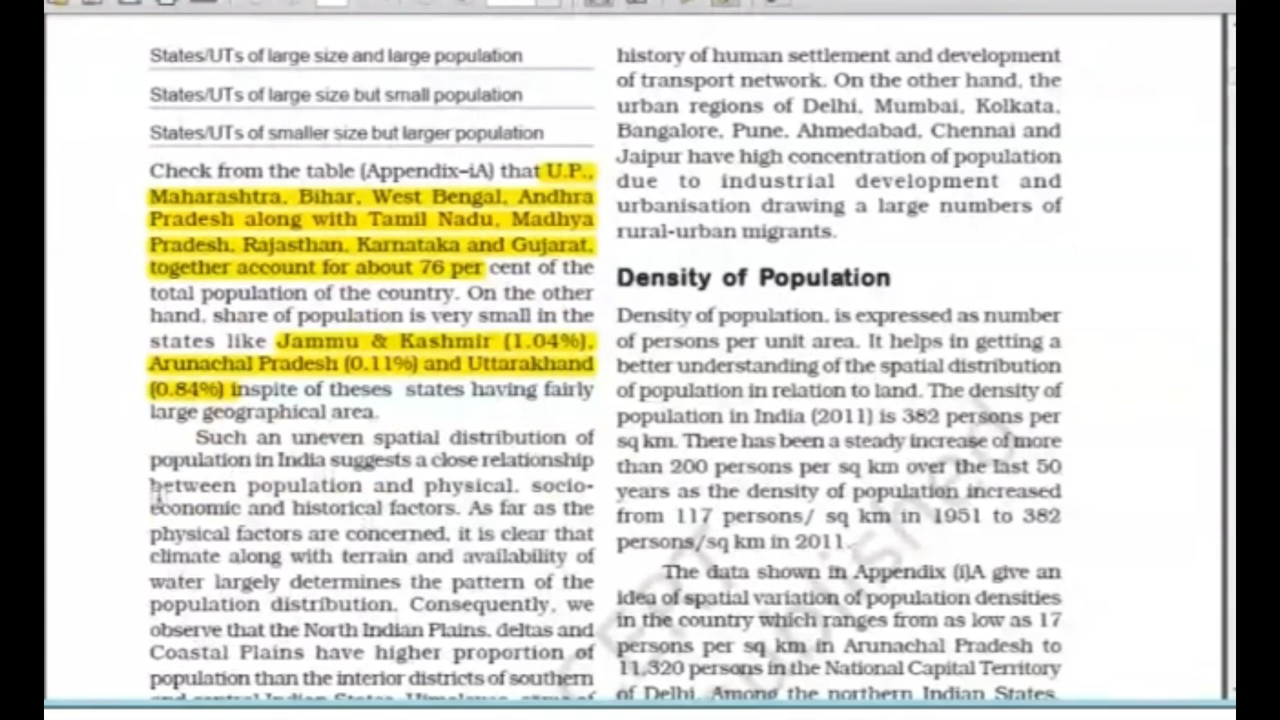 States/UTs of large size and large population
States/UTs of large size but small population
States/UTs of smaller size but larger population
Check from the table (Appendix–iA) that U.P.,
Maharashtra, Bihar, West Bengal, Andhra
Pradesh along with Tamil Nadu, Madhya
Pradesh, Rajasthan, Karnataka and Gujarat,
together account for about 76 per cent of the
total population of the country. On the other
hand, share of population is very small in the
states like Jammu & Kashmir (1.04%),
Arunachal Pradesh (0.11%) and Uttarakhand
(0.84%) inspite of theses states having fairly
large geographical area.
Such an uneven spatial distribution of
population in India suggests a close relationship
between population and physical, socio-
economic and historical factors. As far as the
physical factors are concerned, it is clear that
climate along with terrain and availability of
water largely determines the pattern of the
population distribution. Consequently, we
observe that the North Indian Plains, deltas and
Coastal Plains have higher proportion of
population than the interior districts of southern
history of human settlement and development
of transport network. On the other hand, the
urban regions of Delhi, Mumbai, Kolkata,
Bangalore, Pune, Ahmedabad, Chennai and
Jaipur have high concentration of population
due to industrial development and
urbanisation drawing a large numbers of
rural-urban migrants.
Density of Population
Density of population, is expressed as number
of persons per unit area. It helps in getting a
better understanding of the spatial distribution
of population in relation to land. The density of
population in India (2011) is 382 persons per
sq km. There has been a steady increase of more
than 200 persons per sq km over the last 50
years as the density of population increased
from 117 persons/ sq km in 1951 to 382
persons/sq km in 2011.
The data shown in Appendix (i)A give an
idea of spatial variation of population densities
in the country which ranges from as low as 17
persons per sq km in Arunachal Pradesh to
11,320 persons in the National Capital Territory
of Delhi. Among the northern Indian States,